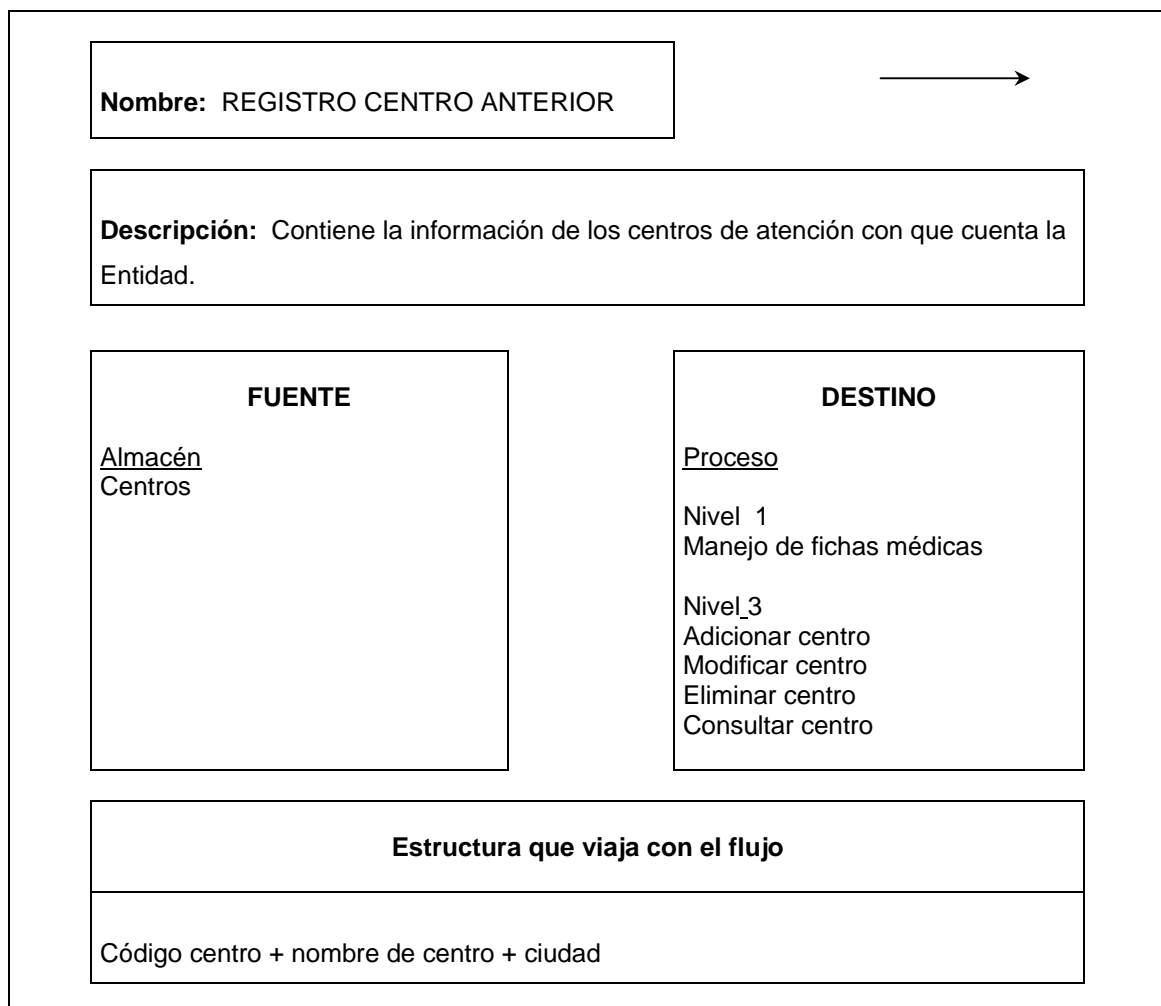 Nombre: REGISTRO CENTRO ANTERIOR
Descripción: Contiene la información de los centros de atención con que cuenta la
Entidad.
FUENTE
Almacén
Centros
DESTINO
Proceso
Nivel 1
Manejo de fichas médicas
Nivel 3
Adicionar centro
Modificar centro
Eliminar centro
Consultar centro
Estructura que viaja con el flujo
Código centro + nombre de centro + ciudad